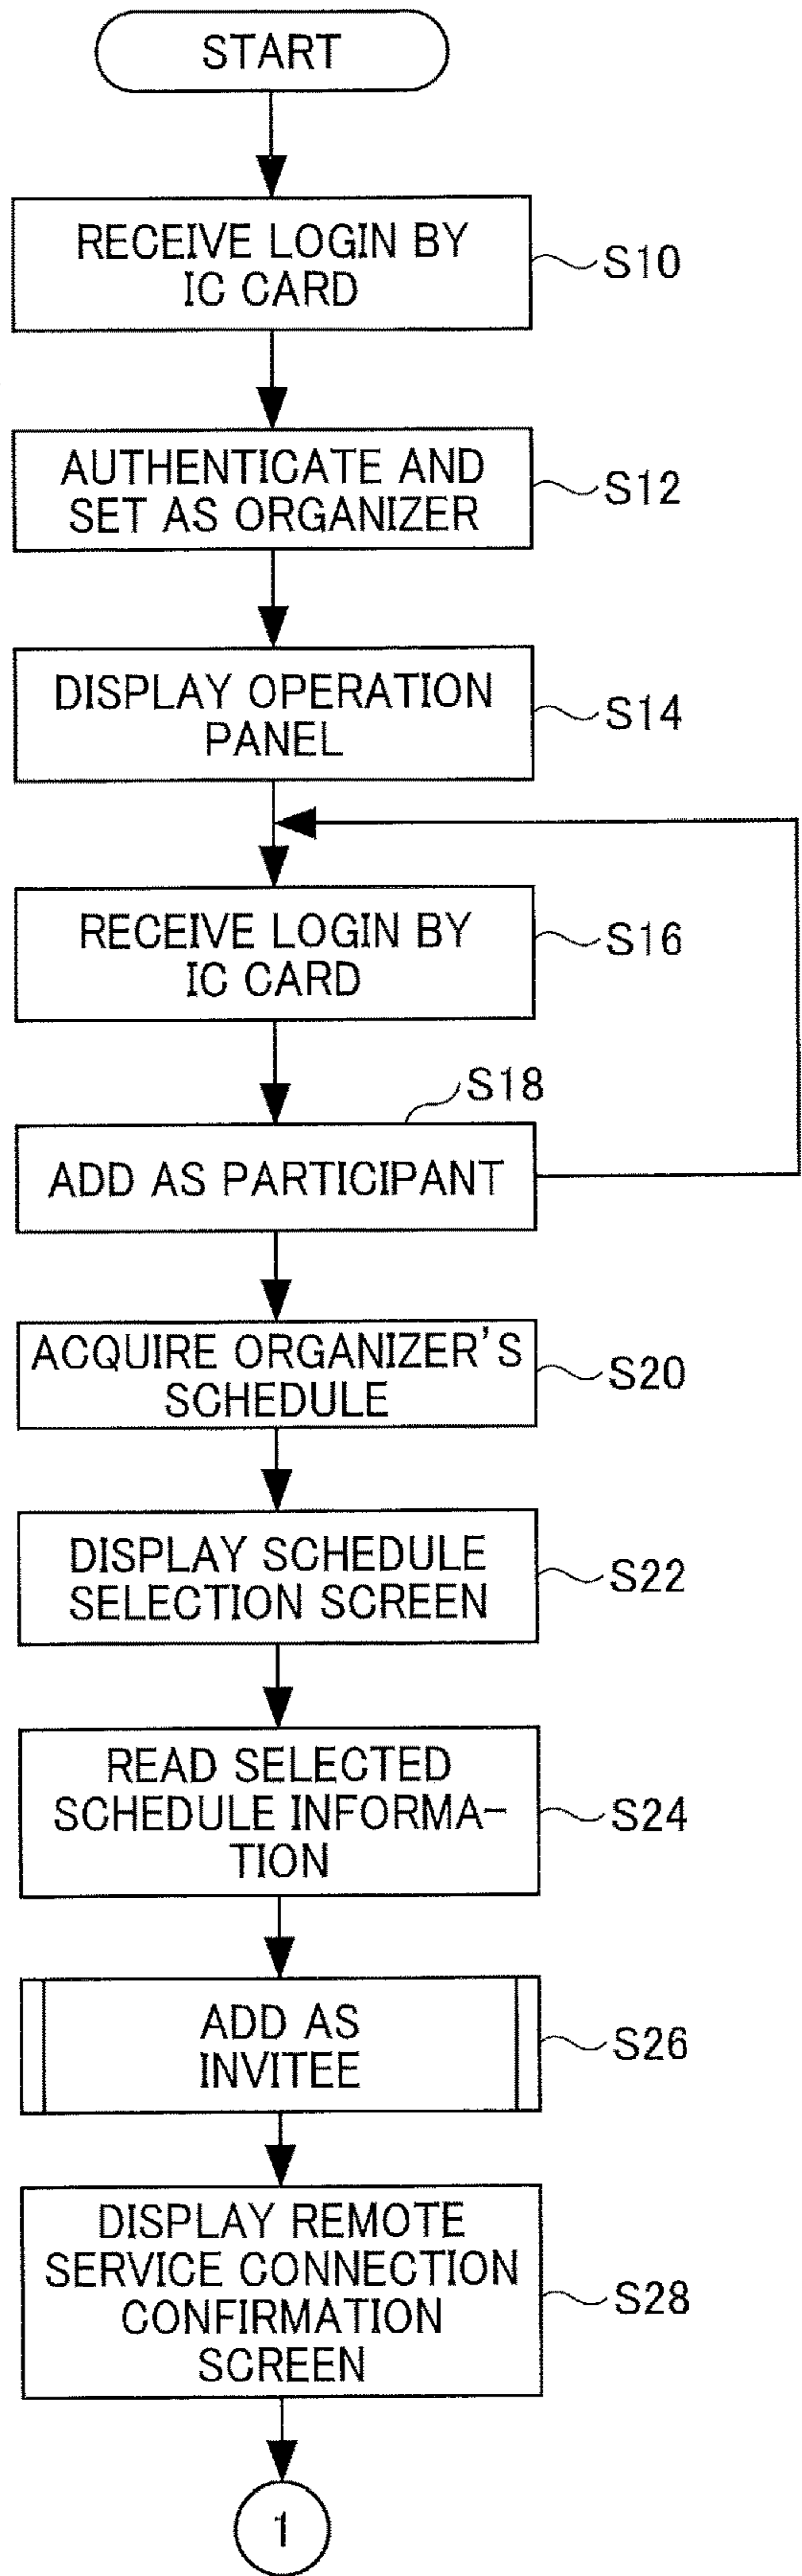 START
RECEIVE LOGIN BY
IC CARD
S10
AUTHENTICATE AND
SET AS ORGANIZER
S12
DISPLAY OPERATION
PANEL
S14
RECEIVE LOGIN BY
IC CARD
S16
S18
ADD AS PARTICIPANT
ACQUIRE ORGANIZER'S
SCHEDULE
S20
DISPLAY SCHEDULE
SELECTION SCREEN
S22
READ SELECTED
SCHEDULE INFORMA-
TION
S24
ADD AS
INVITEE
S26
DISPLAY REMOTE
SERVICE CONNECTION
CONFIRMATION
SCREEN
S28
1